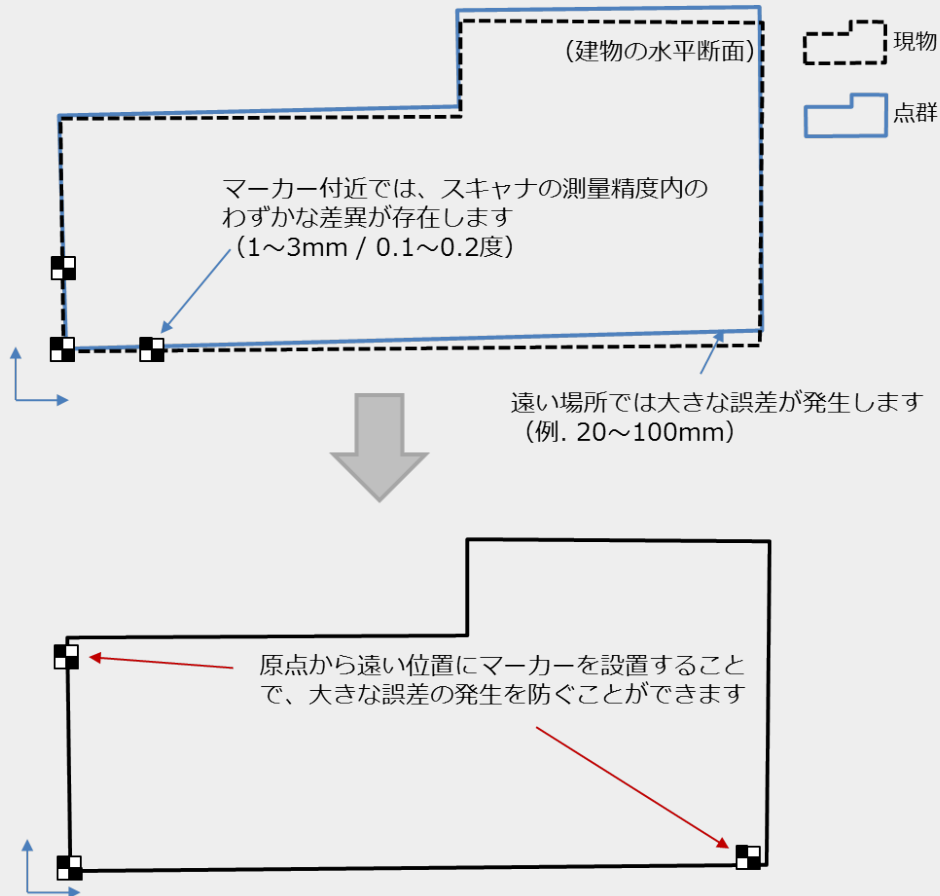 （建物の水平断面）
現物
点群
マーカー付近では、スキャナの測量精度内の
わずかな差異が存在します
（1～3mm / 0.1～0.2度）
遠い場所では大きな誤差が発生します
（例. 20～100mm）
原点から遠い位置にマーカーを設置すること
で、大きな誤差の発生を防ぐことができます